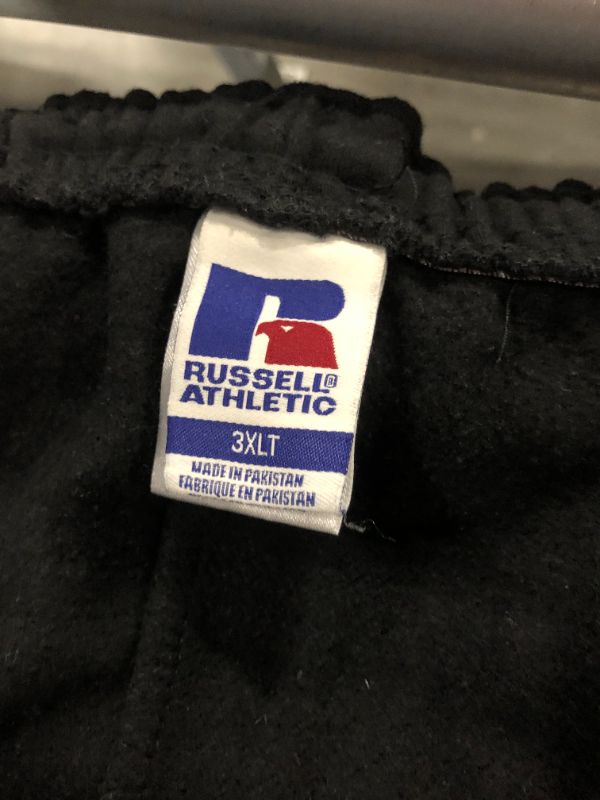 R
RUSSELL®
ATHLETIC
3XLT
MADE IN PAKISTAN
FABRIQUE EN PAKISTAN